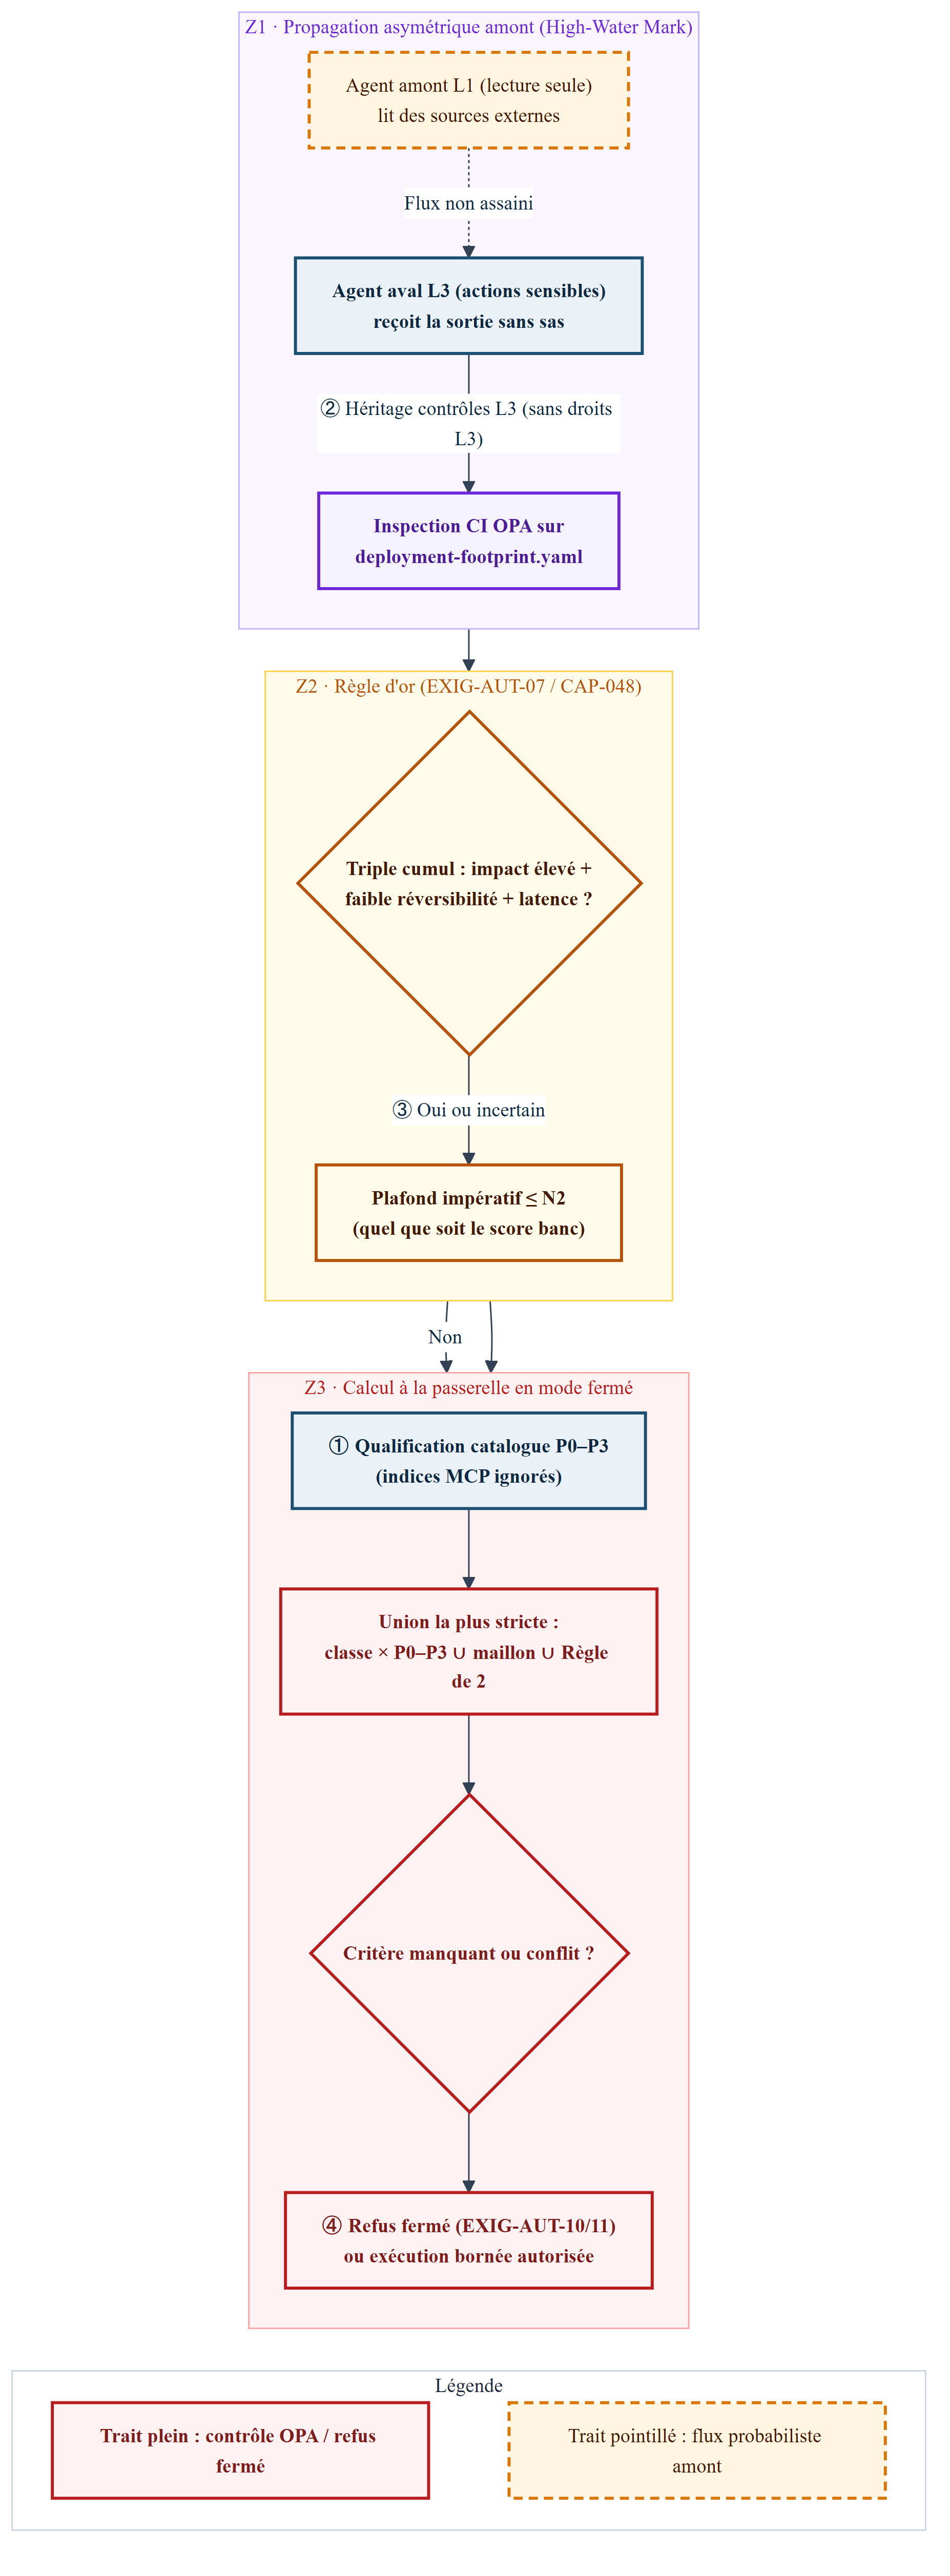 Z1 · Propagation asymétrique amont (High-Water Mark)
Agent amont L1 (lecture seule)
lit des sources externes
Flux non assaini
Agent aval L3 (actions sensibles)
reçoit la sortie sans sas
② Héritage contrôles L3 (sans droits
L3)
Inspection CI OPA sur
deployment-footprint.yaml
Z2 · Règle d'or (EXIG-AUT-07 / CAP-048)
Triple cumul : impact élevé +
faible réversibilité + latence ?
③ Oui ou incertain
Plafond impératif ≤ N2
(quel que soit le score banc)
Non
Z3 · Calcul à la passerelle en mode fermé
① Qualification catalogue P0–P3
(indices MCP ignorés)
Union la plus stricte :
classe × P0–P3 ∪ maillon ∪ Règle
de 2
Critère manquant ou conflit ?
④ Refus fermé (EXIG-AUT-10/11)
ou exécution bornée autorisée
Légende
Trait plein : contrôle OPA / refus
fermé
Trait pointillé : flux probabiliste
amont